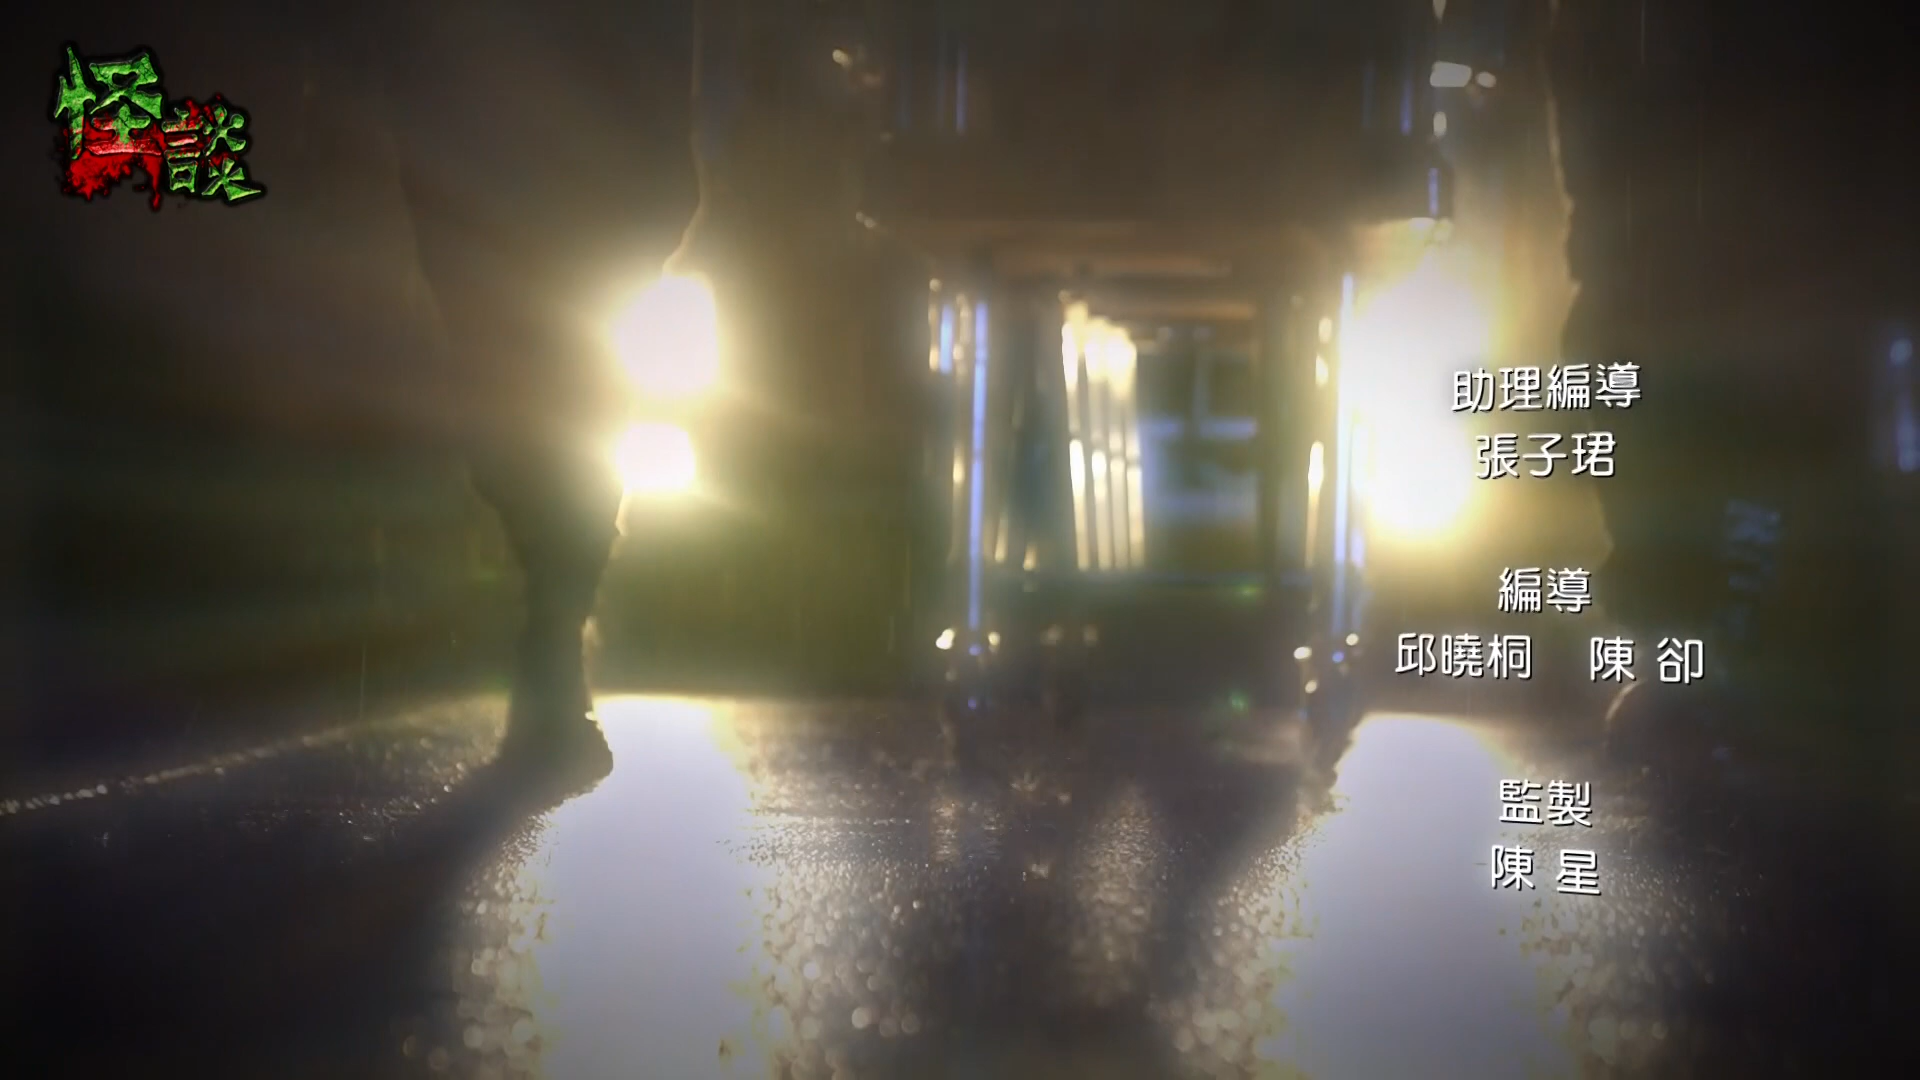 怪談
助理編導
張子珺
編導
邱曉桐 陳 卻
監製
陳 星